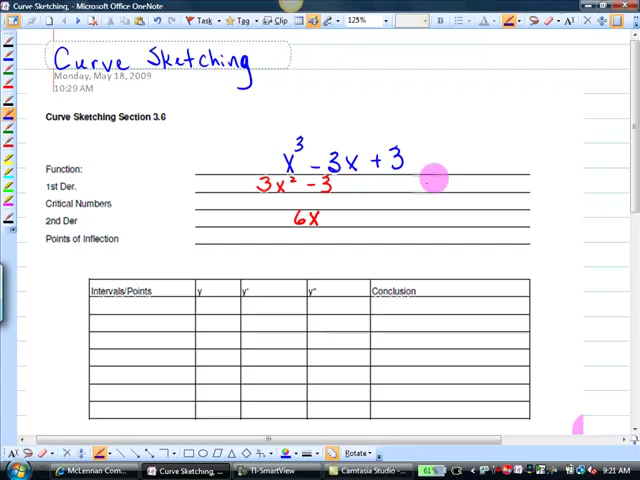 Curve Sketching, - Microsoft Office OneNote
Task
Tag
Clip
125%
Curve Sketching
Monday, May 18, 2009
10:29 AM
Curve Sketching Section 3.6
Function: x³ - 3x + 3
1st Der. 3x² - 3
Critical Numbers
2nd Der 6x
Points of Inflection
Intervals/Points y y' y" Conclusion
Rotate
McLennan Com...
Curve Sketching, ...
TI-SmartView
Camtasia Studio - ...
61%
9:21 AM